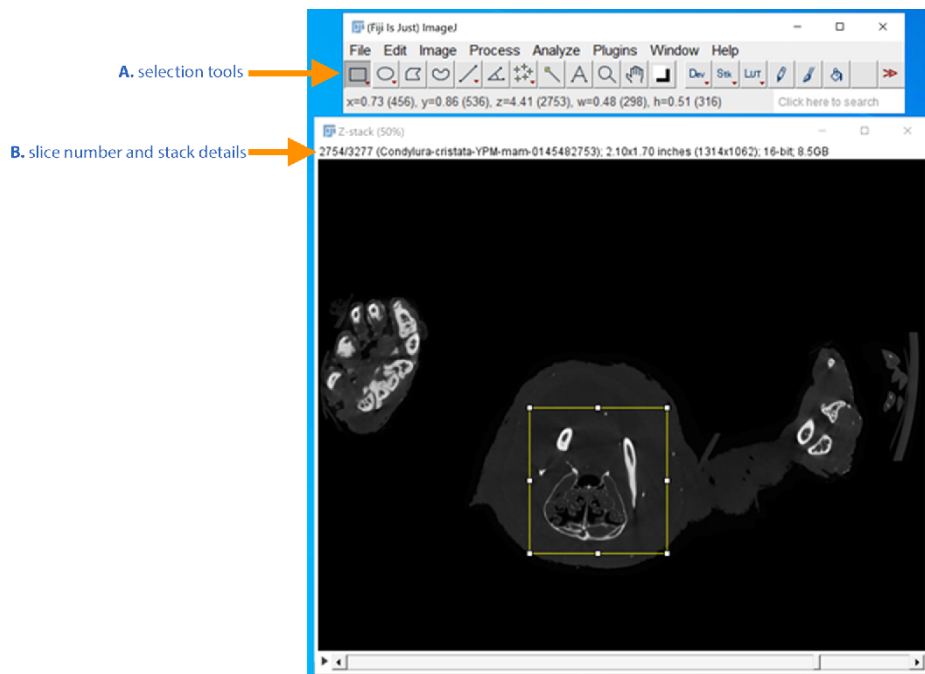 (Fiji Is Just) ImageJ
File Edit Image Process Analyze Plugins Window Help
A. selection tools
A Dev Stk LUT
x=0.73 (456), y=0.86 (536), z=4.41 (2753), w=0.48 (298), h=0.51 (316) Click here to search
Z-stack (50%)
B. slice number and stack details
2754/3277 (Condylura-cristata-YPM-mam-0145482753); 2.10x1.70 inches (1314x1062); 16-bit; 8.5GB